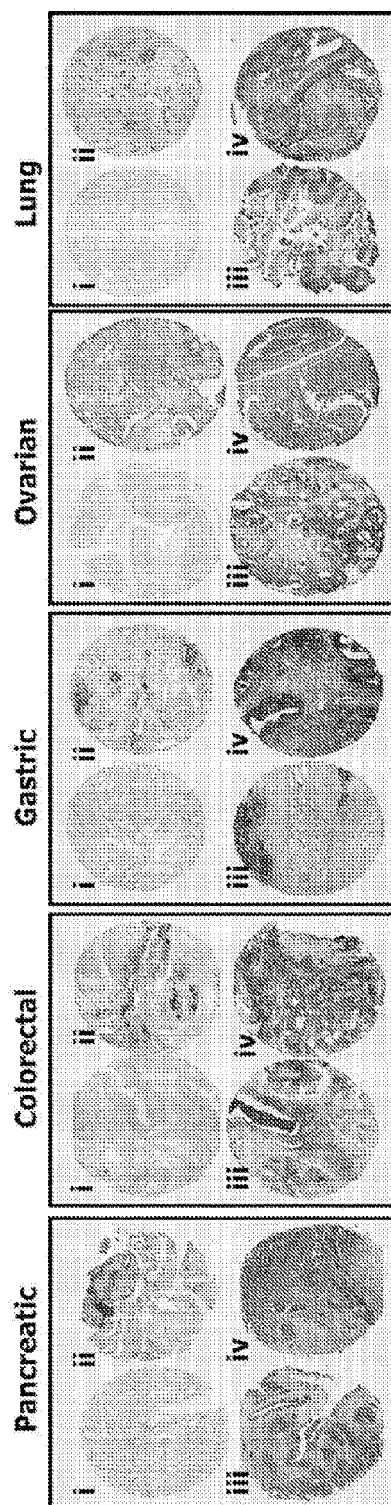 Pancreatic
i
ii
iii
iv
Colorectal
i
ii
iii
iv
Gastric
i
ii
iii
iv
Ovarian
i
ii
iii
iv
Lung
i
ii
iii
iv